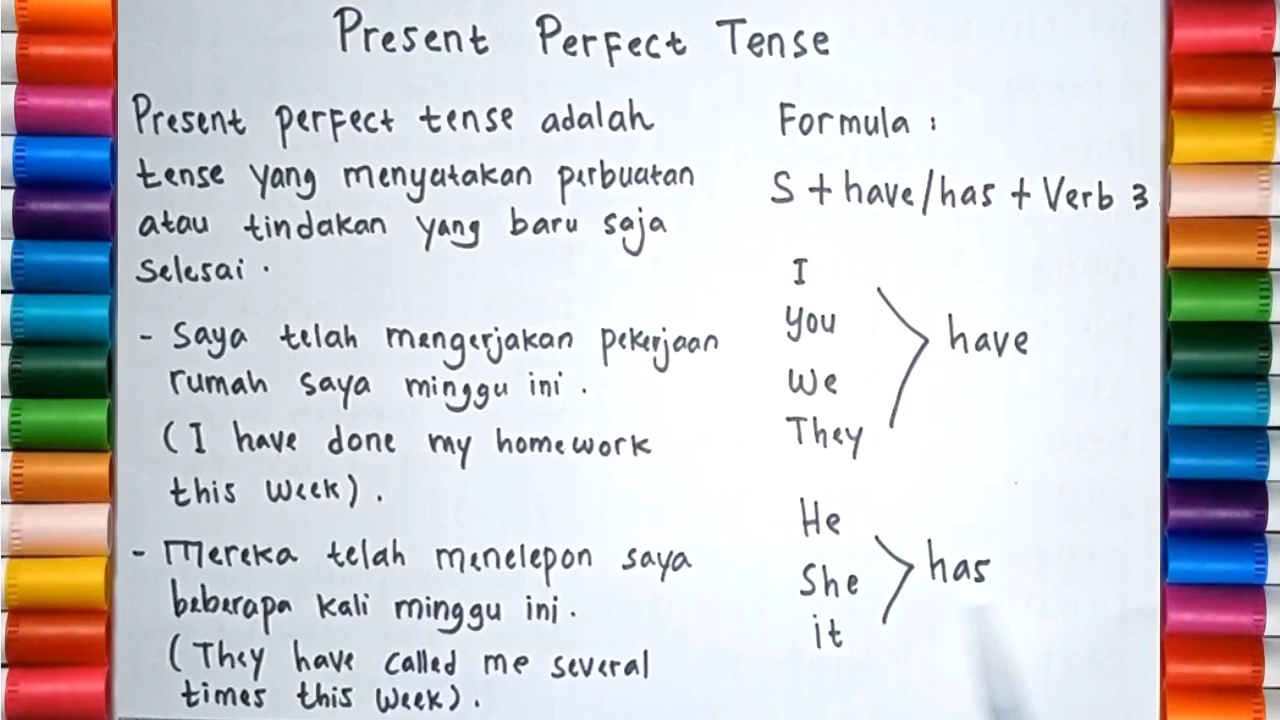 Present Perfect Tense
Present perfect tense adalah
tense yang menyatakan perbuatan
atau tindakan yang baru saja
selesai.
- Saya telah mengerjakan pekerjaan
rumah saya minggu ini.
(I have done my homework
this week).
- Mereka telah menelepon saya
beberapa kali minggu ini.
(They have called me several
times this week).
Formula :
S + have/has + Verb 3
I
You
We
They
have
He
She
it
has